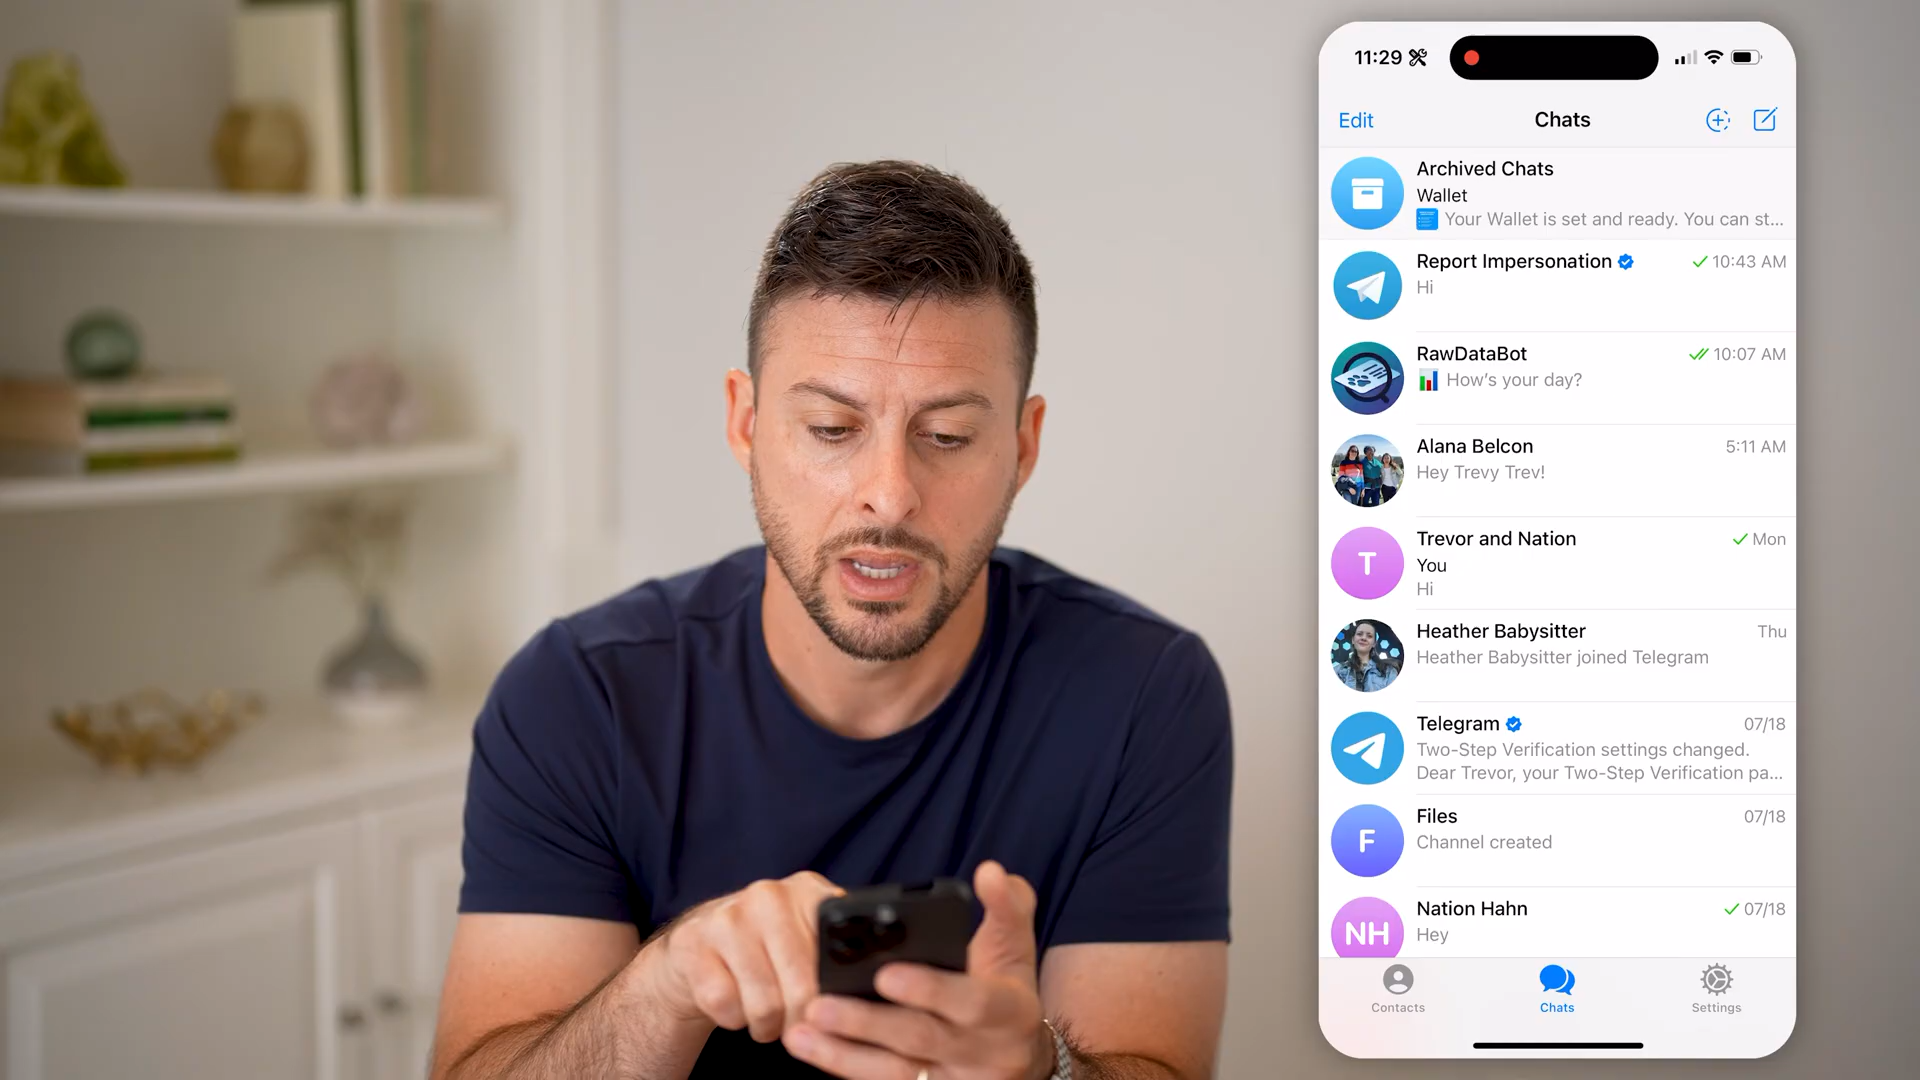 11:29
Edit
Chats
Archived Chats
Wallet
Your Wallet is set and ready. You can st...
Report Impersonation
10:43 AM
Hi
RawDataBot
10:07 AM
How's your day?
Alana Belcon
5:11 AM
Hey Trevy Trev!
T
Trevor and Nation
Mon
You
Hi
Heather Babysitter
Thu
Heather Babysitter joined Telegram
Telegram
07/18
Two-Step Verification settings changed.
Dear Trevor, your Two-Step Verification pa...
F
Files
07/18
Channel created
NH
Nation Hahn
07/18
Hey
Contacts
Chats
Settings